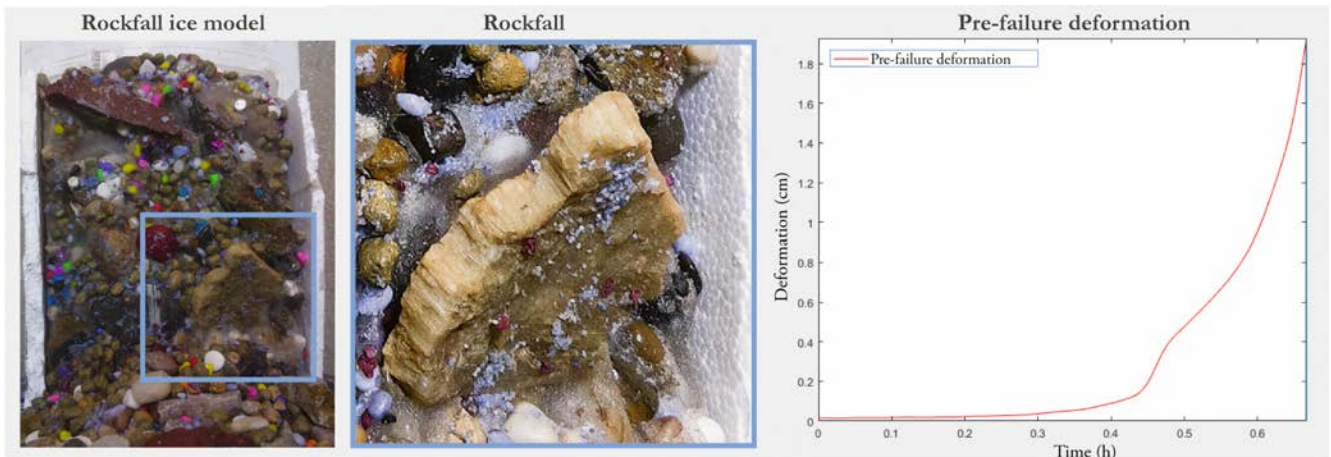 Rockfall ice model
Rockfall
Pre-failure deformation
Pre-failure deformation
Deformation (cm)
1.8
1.6
1.4
1.2
1
0.8
0.6
0.4
0.2
0
0 0.1 0.2 0.3 0.4 0.5 0.6
Time (h)